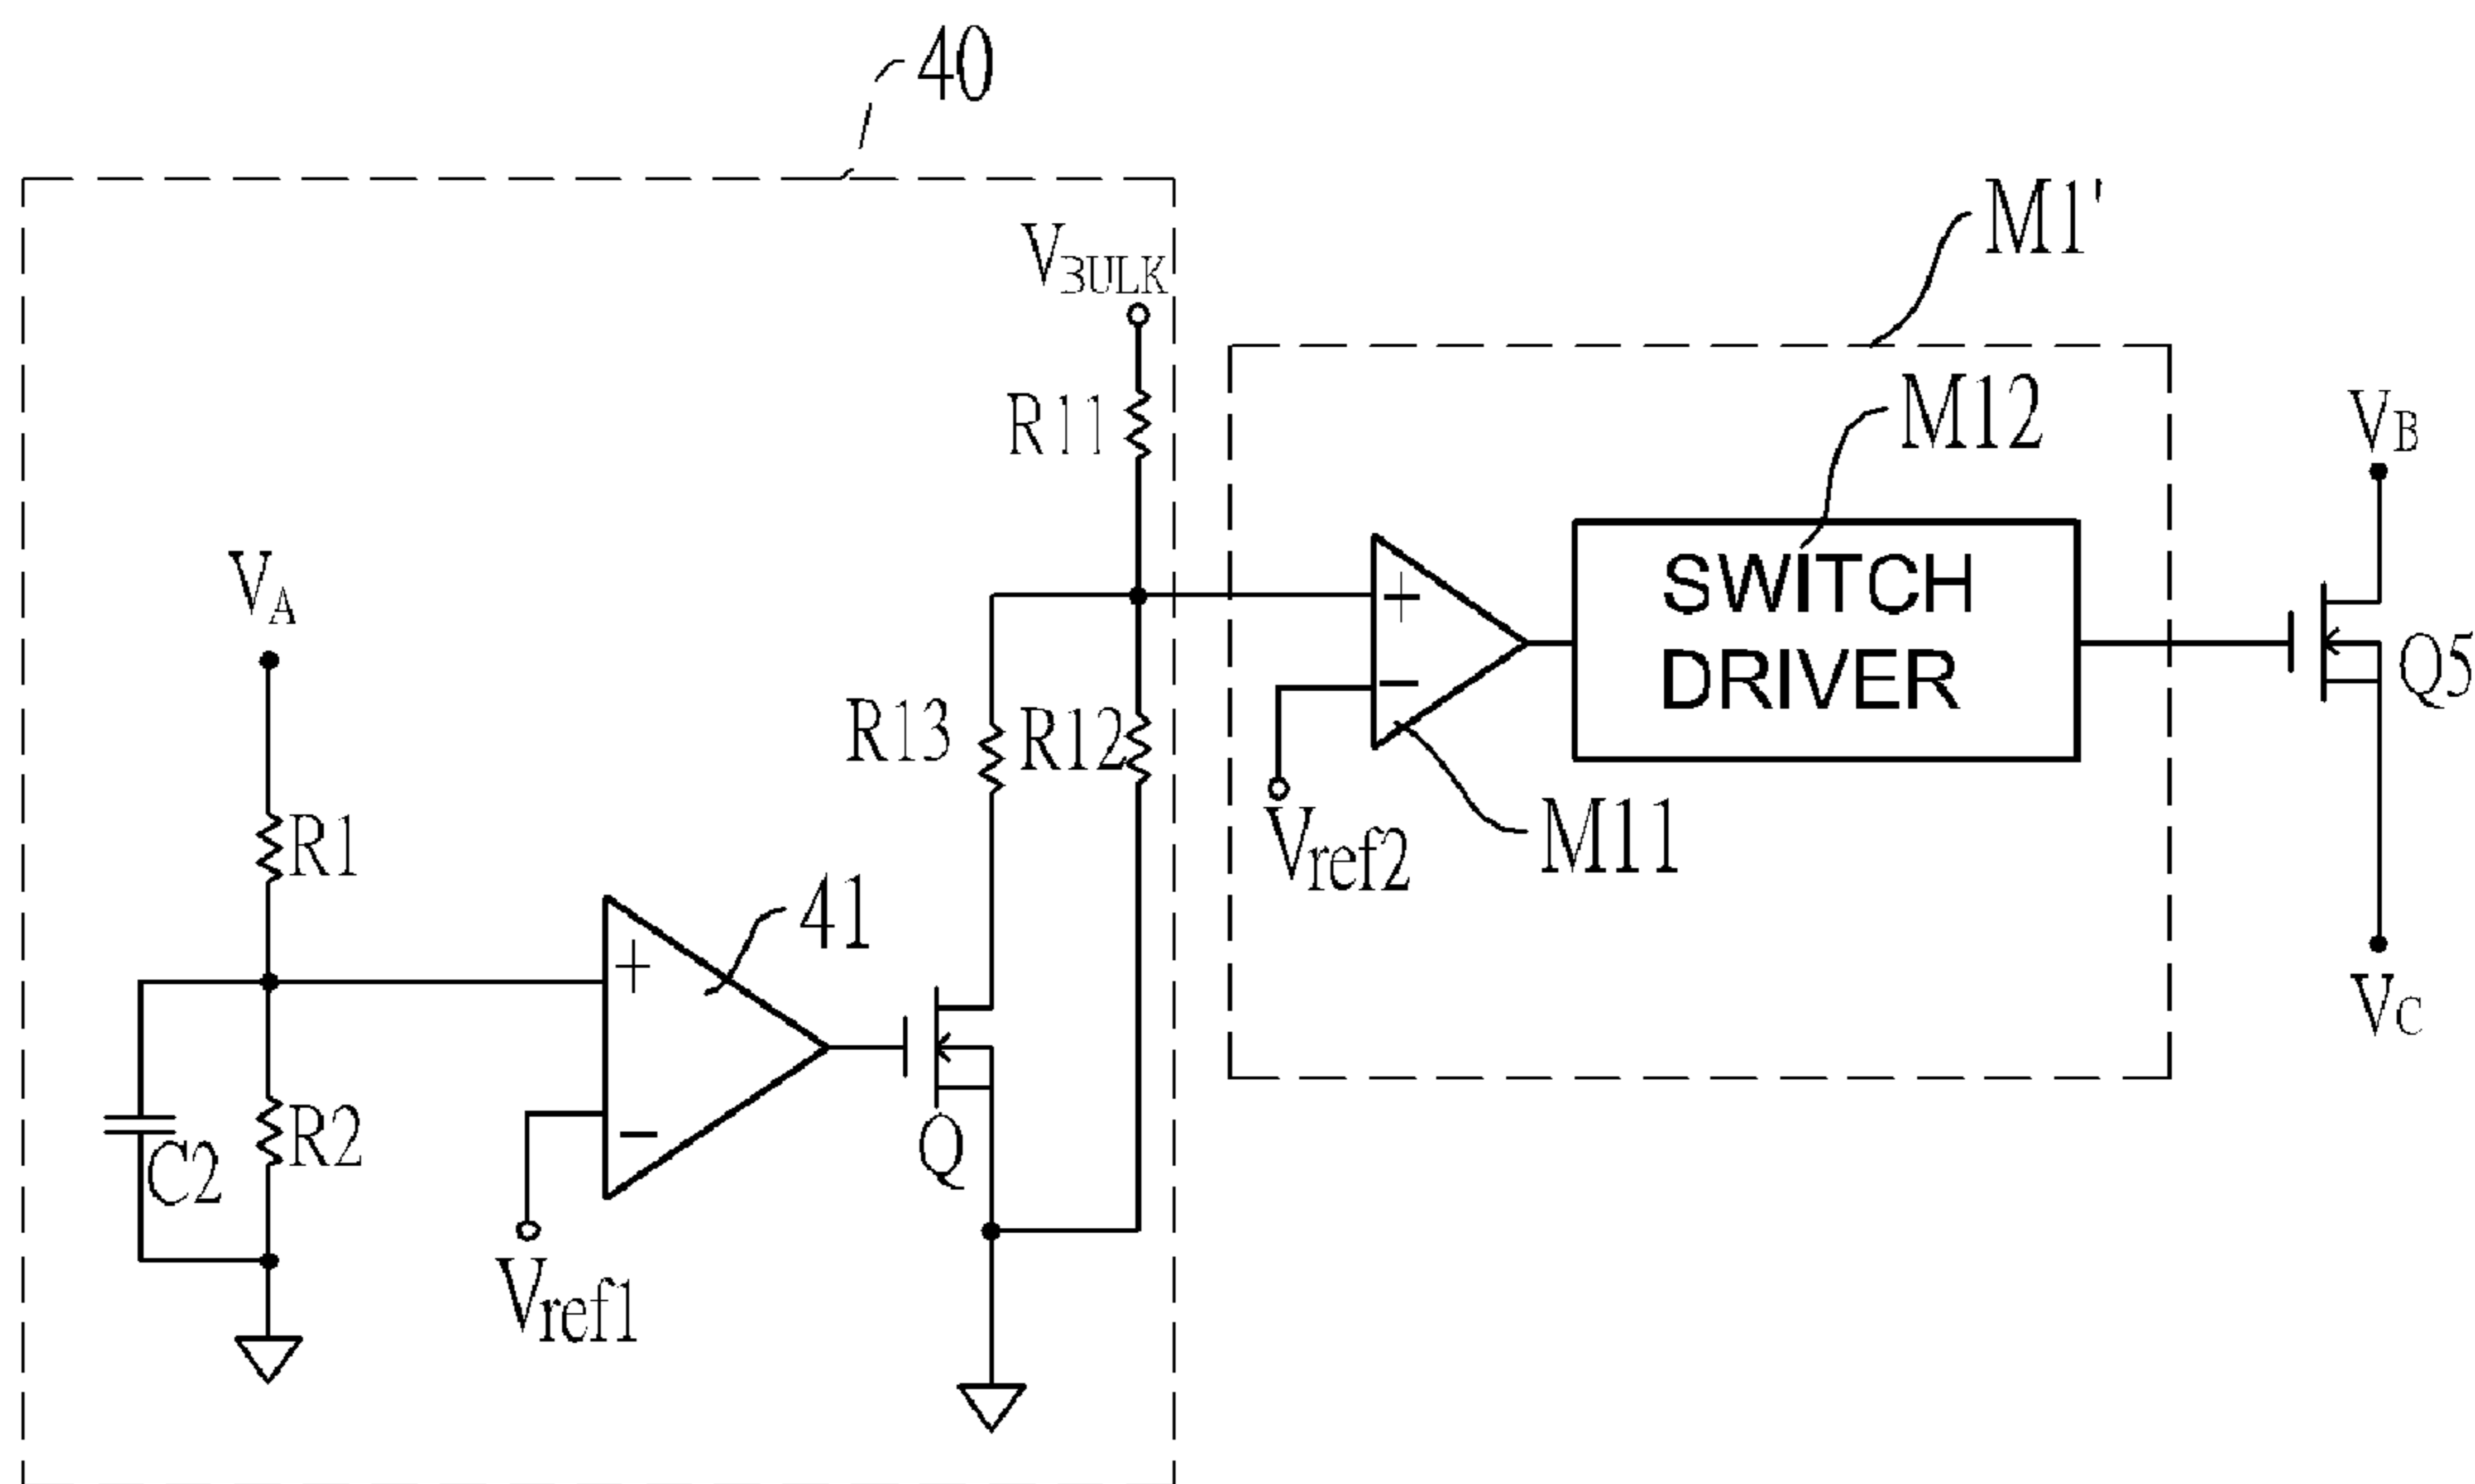 40
M1'
VBULK
M12
R11
VB
SWITCH
DRIVER
VA
Q5
R13
R12
Vref2
M11
R1
41
+
−
+
−
VC
R2
C2
Q
Vref1